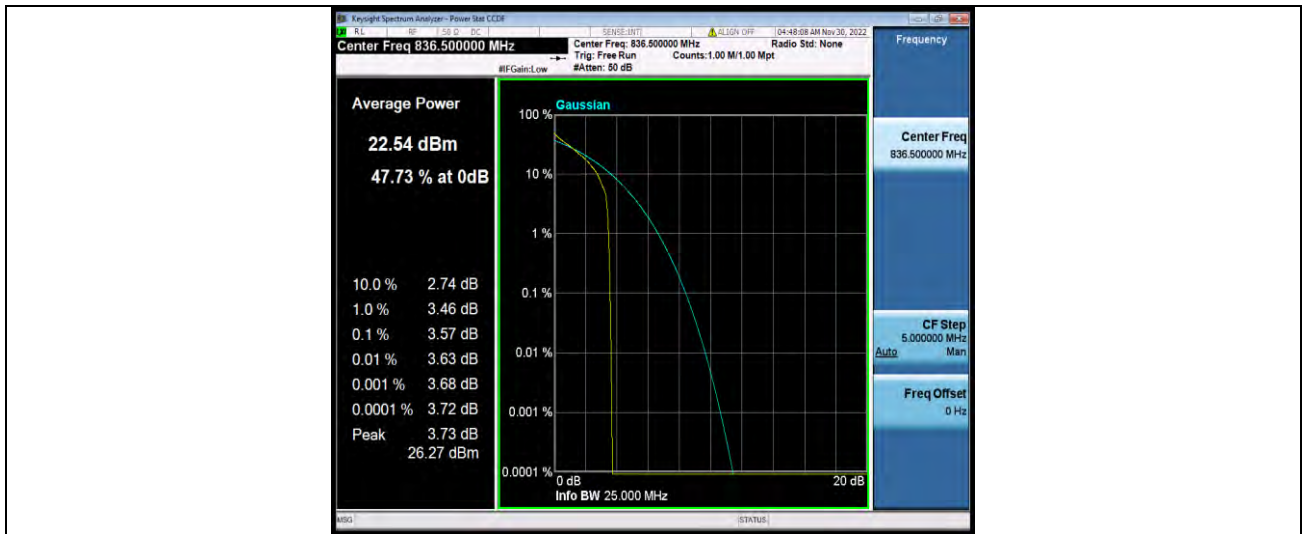 Keysight Spectrum Analyzer - Power Stat CCDF
RL RF 50 Ω DC SENSE:INT ALIGN OFF 04:48:08 AM Nov 30, 2022
Center Freq 836.500000 MHz
Center Freq: 836.500000 MHz Radio Std: None
Trig: Free Run Counts:1.00 M/1.00 Mpt
#IFGain:Low #Atten: 50 dB
Frequency
Average Power
22.54 dBm
47.73 % at 0dB
10.0 % 2.74 dB
1.0 % 3.46 dB
0.1 % 3.57 dB
0.01 % 3.63 dB
0.001 % 3.68 dB
0.0001 % 3.72 dB
Peak 3.73 dB
26.27 dBm
Gaussian
100 %
10 %
1 %
0.1 %
0.01 %
0.001 %
0.0001 %
0 dB 20 dB
Info BW 25.000 MHz
Center Freq
836.500000 MHz
CF Step
5.000000 MHz
Auto Man
Freq Offset
0 Hz
MSG STATUS